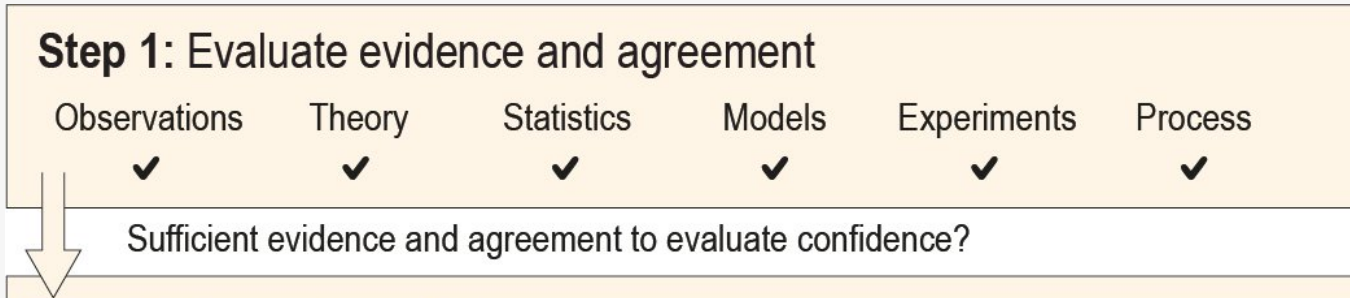 Step 1: Evaluate evidence and agreement
Observations Theory Statistics Models Experiments Process
✔ ✔ ✔ ✔ ✔ ✔
Sufficient evidence and agreement to evaluate confidence?